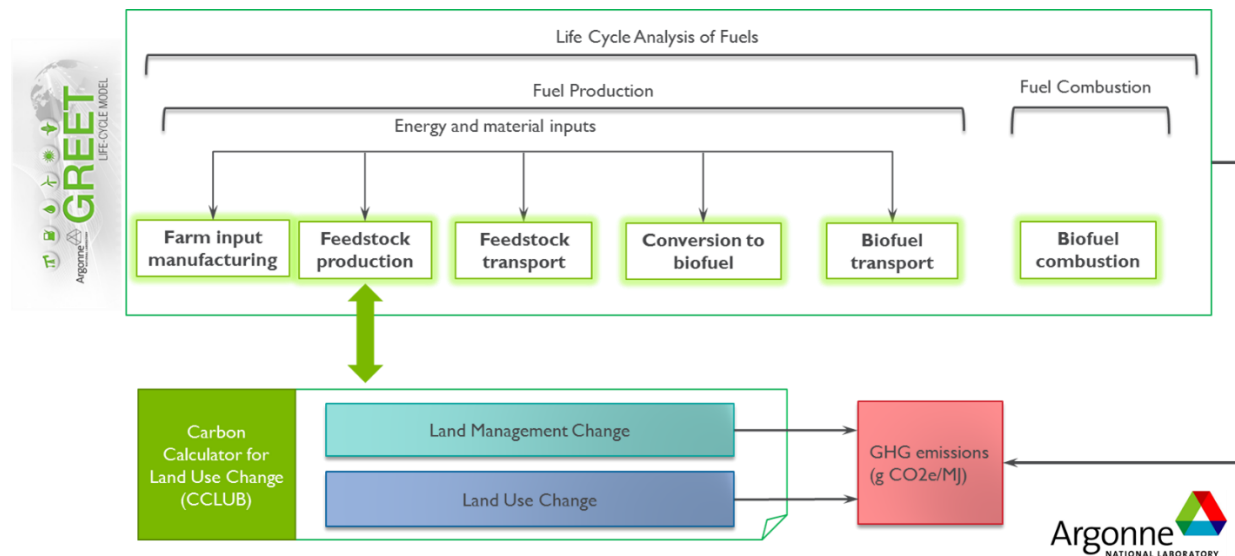 Life Cycle Analysis of Fuels
Fuel Production
Fuel Combustion
Energy and material inputs
GREET
LIFE-CYCLE MODEL
Argonne
Farm input
manufacturing
Feedstock
production
Feedstock
transport
Conversion to
biofuel
Biofuel
transport
Biofuel
combustion
Carbon
Calculator for
Land Use Change
(CCLUB)
Land Management Change
Land Use Change
GHG emissions
(g CO2e/MJ)
Argonne
NATIONAL LABORATORY